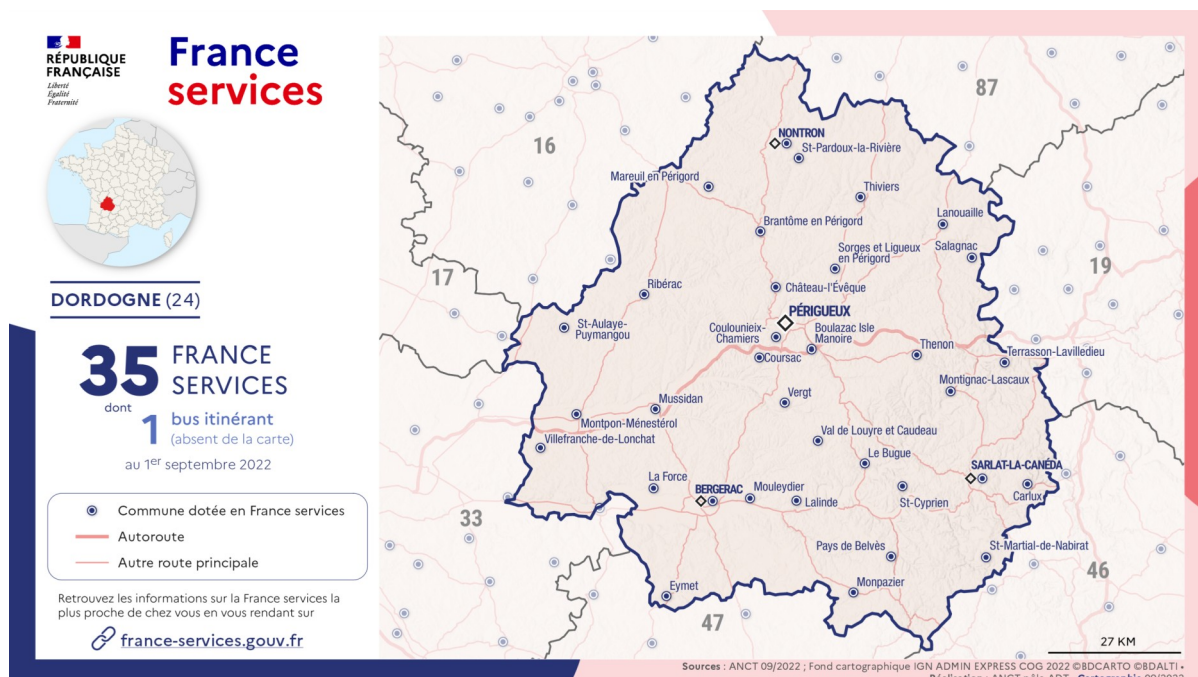 RÉPUBLIQUE
FRANÇAISE
Liberté
Égalité
Fraternité
France
services
DORDOGNE (24)
35 FRANCE
SERVICES
dont
1 bus itinérant
(absent de la carte)
au 1er septembre 2022
Commune dotée en France services
Autoroute
Autre route principale
Retrouvez les informations sur la France services la
plus proche de chez vous en vous rendant sur
france-services.gouv.fr
87
16
NONTRON
St-Pardoux-la-Rivière
Mareuil en Périgord
Thiviers
Brantôme en Périgord
Lanouaille
Sorges et Ligueux
en Périgord
Salagnac
19
17
Ribérac
Château-l'Évêque
PÉRIGUEUX
St-Aulaye-
Puymangou
Coulounieix-
Chamiers
Boulazac Isle
Manoire
Coursac
Thenon
Terrasson-Lavilledieu
Montignac-Lascaux
Mussidan
Vergt
Montpon-Ménestérol
Villefranche-de-Lonchat
Val de Louyre et Caudeau
Le Bugue
SARLAT-LA-CANÉDA
La Force
BERGERAC
Mouleydier
Lalinde
St-Cyprien
Carlux
33
Pays de Belvès
St-Martial-de-Nabirat
46
Eymet
Monpazier
47
27 KM
Sources : ANCT 09/2022 ; Fond cartographique IGN ADMIN EXPRESS COG 2022 ©BDCARTO ©BDALTI •
Réalisation : ANCT pôle ADT • Cartographie 09/2022